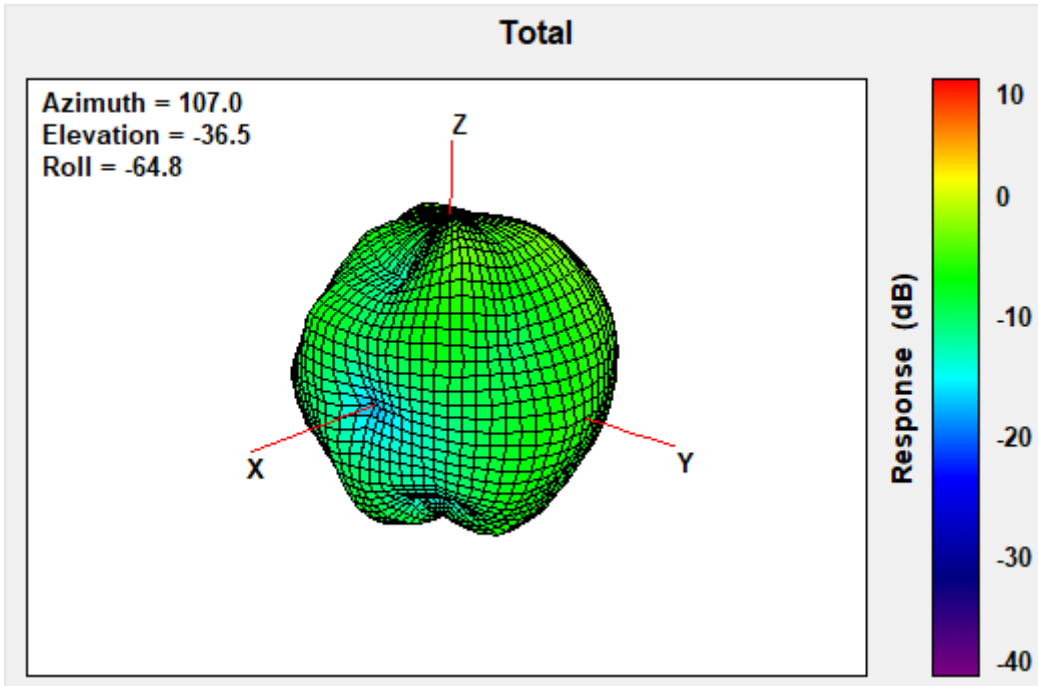 Total
Azimuth = 107.0
Elevation = -36.5
Roll = -64.8
Z
X
Y
10
0
-10
-20
-30
-40
Response (dB)